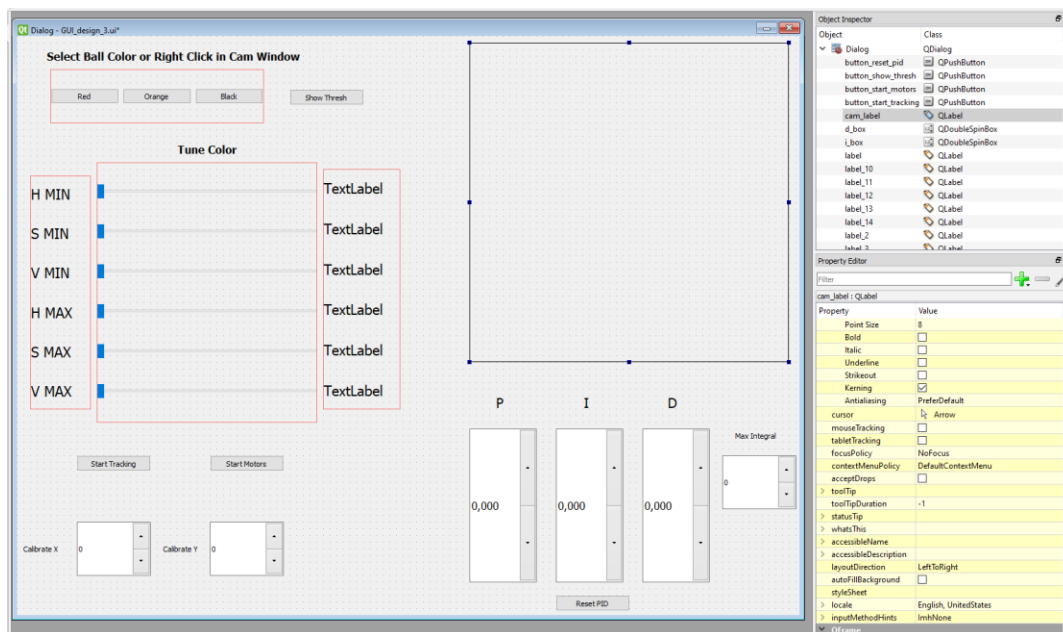 Qt Dialog - GUI_design_3.ui*
Select Ball Color or Right Click in Cam Window
Red Orange Black Show Thresh
Tune Color
H MIN TextLabel
S MIN TextLabel
V MIN TextLabel
H MAX TextLabel
S MAX TextLabel
V MAX TextLabel
Start Tracking Start Motors
Calibrate X 0 Calibrate Y 0
P I D
Max Integral
0
0,000 0,000 0,000
Reset PID
Object Inspector
Object Class
Dialog QDialog
button_reset_pid QPushButton
button_show_thresh QPushButton
button_start_motors QPushButton
button_start_tracking QPushButton
cam_label QLabel
d_box QDoubleSpinBox
i_box QDoubleSpinBox
label QLabel
label_10 QLabel
label_11 QLabel
label_12 QLabel
label_13 QLabel
label_14 QLabel
label_2 QLabel
label_3 QLabel
Property Editor
Filter
cam_label : QLabel
Property Value
Point Size 8
Bold
Italic
Underline
Strikeout
Kerning
Antialiasing PreferDefault
cursor Arrow
mouseTracking
tabletTracking
focusPolicy NoFocus
contextMenuPolicy DefaultContextMenu
acceptDrops
toolTip
toolTipDuration -1
statusTip
whatsThis
accessibleName
accessibleDescription
layoutDirection LeftToRight
autoFillBackground
styleSheet
locale English, UnitedStates
inputMethodHints ImhNone
QFrame